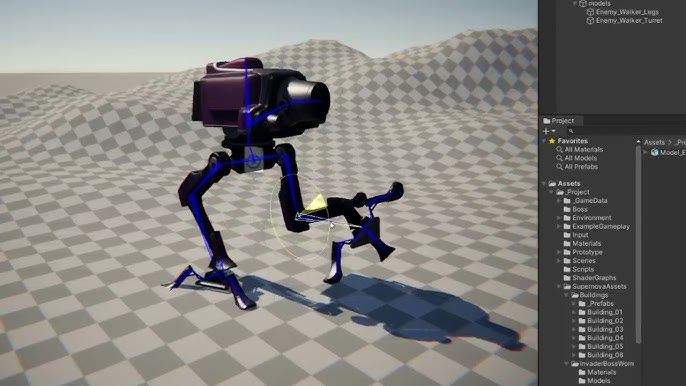 models
Enemy_Walker_Legs
Enemy_Walker_Turret
Project
Favorites
All Materials
All Models
All Prefabs
Assets
_Project
_GameData
Boss
Environment
ExampleGameplay
Input
Materials
Prototype
Scenes
Scripts
ShaderGraphs
SupernovaAssets
Buildings
_Prefabs
Building_01
Building_02
Building_03
Building_04
Building_05
Building_06
InvaderBossWorm
Materials
Models
Assets > _Pro
Model_E